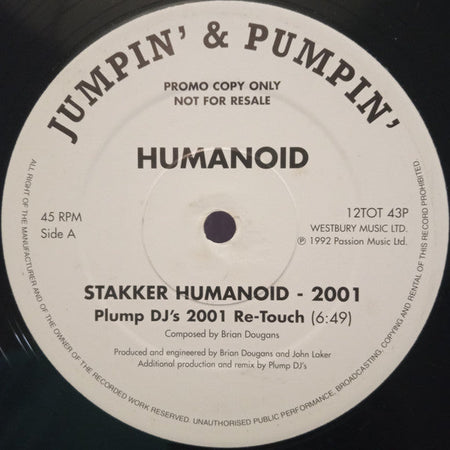 JUMPIN' & PUMPIN'
PROMO COPY ONLY
NOT FOR RESALE
HUMANOID
45 RPM
Side A
12TOT 43P
WESTBURY MUSIC LTD.
℗ 1992 Passion Music Ltd.
STAKKER HUMANOID - 2001
Plump DJ's 2001 Re-Touch (6:49)
Composed by Brian Dougans
Produced and engineered by Brian Dougans and John Laker
Additional production and remix by Plump DJ's
ALL RIGHT OF THE MANUFACTURER AND OF THE OWNER OF THE RECORDED WORK RESERVED. UNAUTHORISED PUBLIC PERFORMANCE, BROADCASTING, COPYING AND RENTAL OF THIS RECORD PROHIBITED.